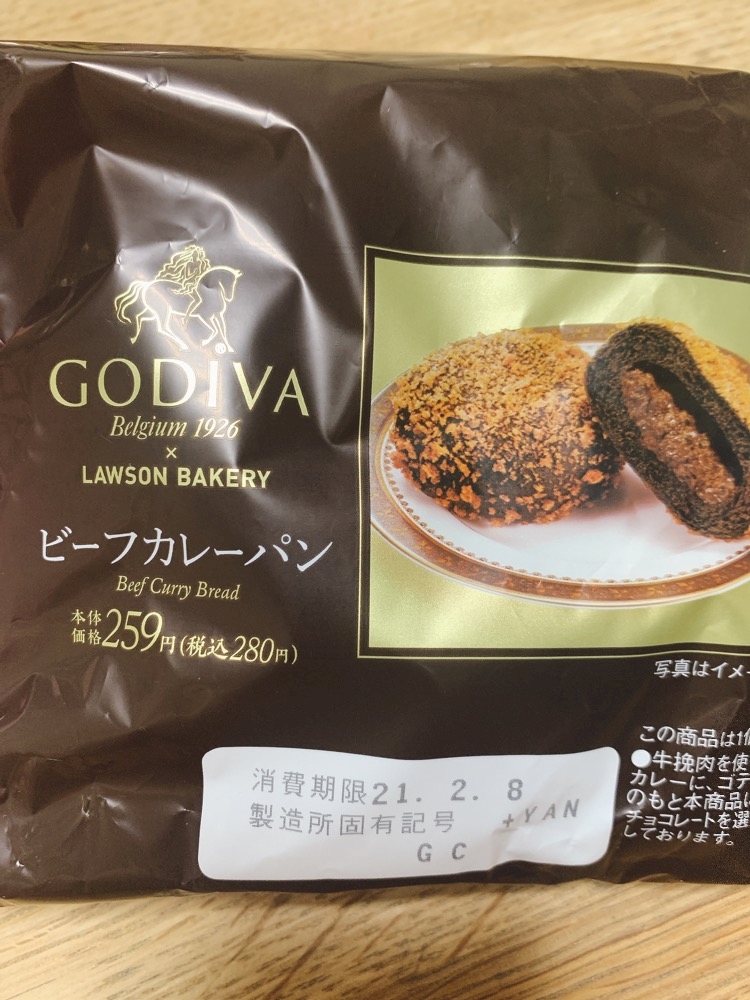 GODIVA®
Belgium 1926
×
LAWSON BAKERY
ビーフカレーパン
Beef Curry Bread
本体価格259円(税込280円)
写真はイメー
この商品は1
●牛挽肉を使
カレーに、ゴデ
のもと本商品に
チョコレートを選
しております。
消費期限21. 2. 8
製造所固有記号 +YAN
GC